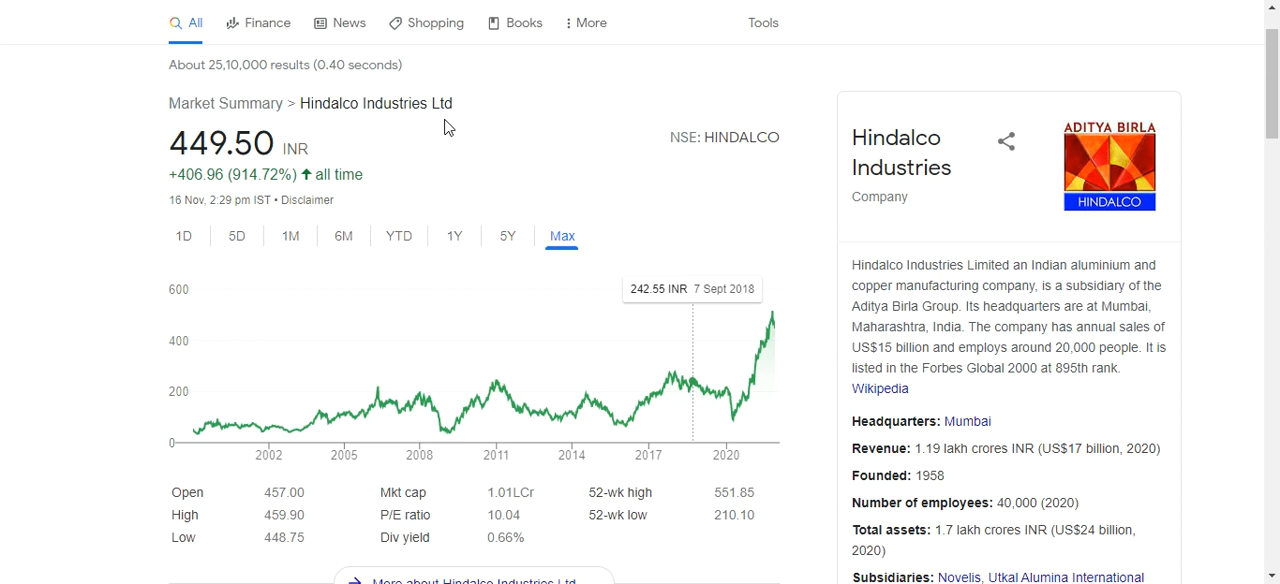 All Finance News Shopping Books More Tools
About 25,10,000 results (0.40 seconds)
Market Summary > Hindalco Industries Ltd
449.50 INR
NSE: HINDALCO
+406.96 (914.72%) ↑ all time
16 Nov, 2:29 pm IST • Disclaimer
1D 5D 1M 6M YTD 1Y 5Y Max
242.55 INR 7 Sept 2018
600
400
200
0
2002 2005 2008 2011 2014 2017 2020
Open 457.00 Mkt cap 1.01LCr 52-wk high 551.85
High 459.90 P/E ratio 10.04 52-wk low 210.10
Low 448.75 Div yield 0.66%
More about Hindalco Industries Ltd
Hindalco
Industries
Company
ADITYA BIRLA
HINDALCO
Hindalco Industries Limited an Indian aluminium and
copper manufacturing company, is a subsidiary of the
Aditya Birla Group. Its headquarters are at Mumbai,
Maharashtra, India. The company has annual sales of
US$15 billion and employs around 20,000 people. It is
listed in the Forbes Global 2000 at 895th rank.
Wikipedia
Headquarters: Mumbai
Revenue: 1.19 lakh crores INR (US$17 billion, 2020)
Founded: 1958
Number of employees: 40,000 (2020)
Total assets: 1.7 lakh crores INR (US$24 billion,
2020)
Subsidiaries: Novelis, Utkal Alumina International